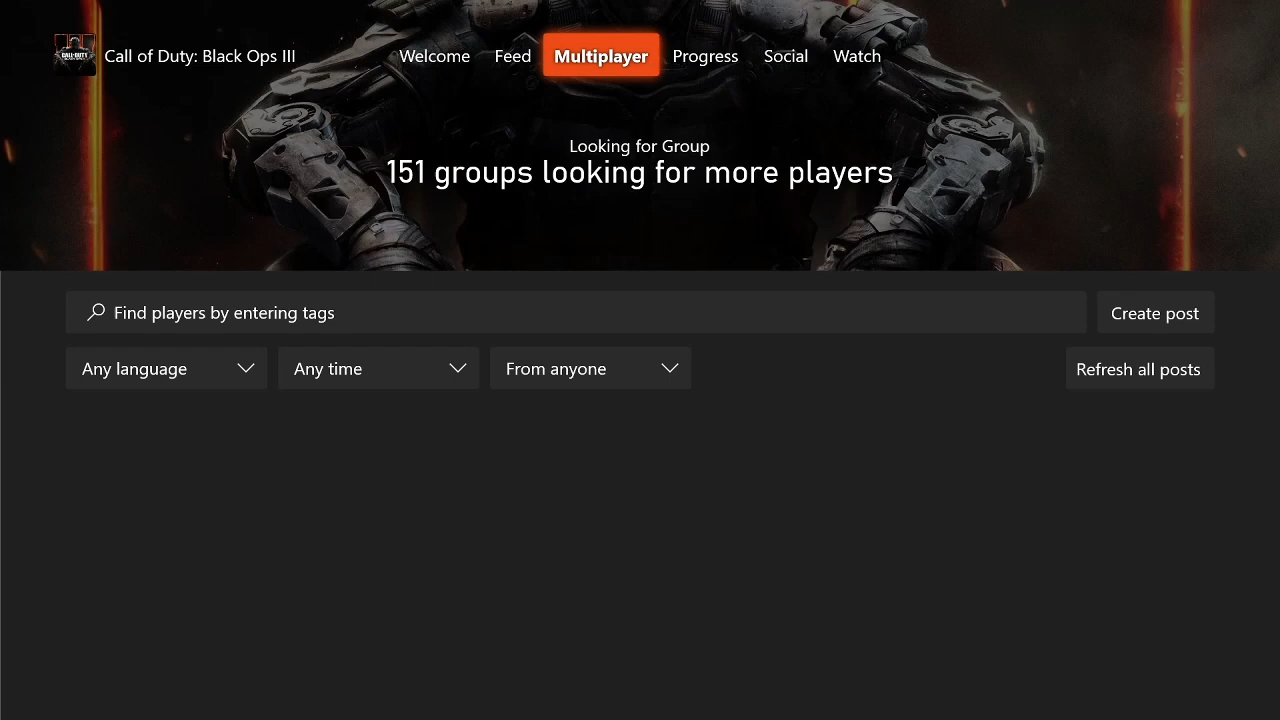 Call of Duty: Black Ops III
Welcome
Feed
Multiplayer
Progress
Social
Watch
Looking for Group
151 groups looking for more players
Find players by entering tags
Create post
Any language
Any time
From anyone
Refresh all posts